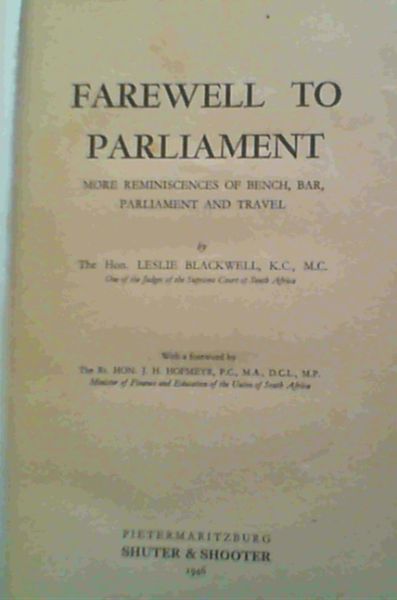 FAREWELL TO
PARLIAMENT
MORE REMINISCENCES OF BENCH, BAR,
PARLIAMENT AND TRAVEL
by
The Hon. LESLIE BLACKWELL, K.C., M.C.
One of the Judges of the Supreme Court of South Africa
With a foreword by
The Rt. HON. J. H. HOFMEYR, P.C., M.A., D.C.L., M.P.
Minister of Finance and Education of the Union of South Africa
PIETERMARITZBURG
SHUTER & SHOOTER
1946